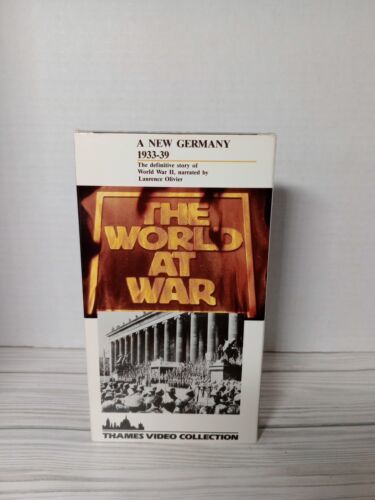 A NEW GERMANY
1933-39
The definitive story of
World War II, narrated by
Laurence Olivier
THE
WORLD
AT
WAR
THAMES VIDEO COLLECTION